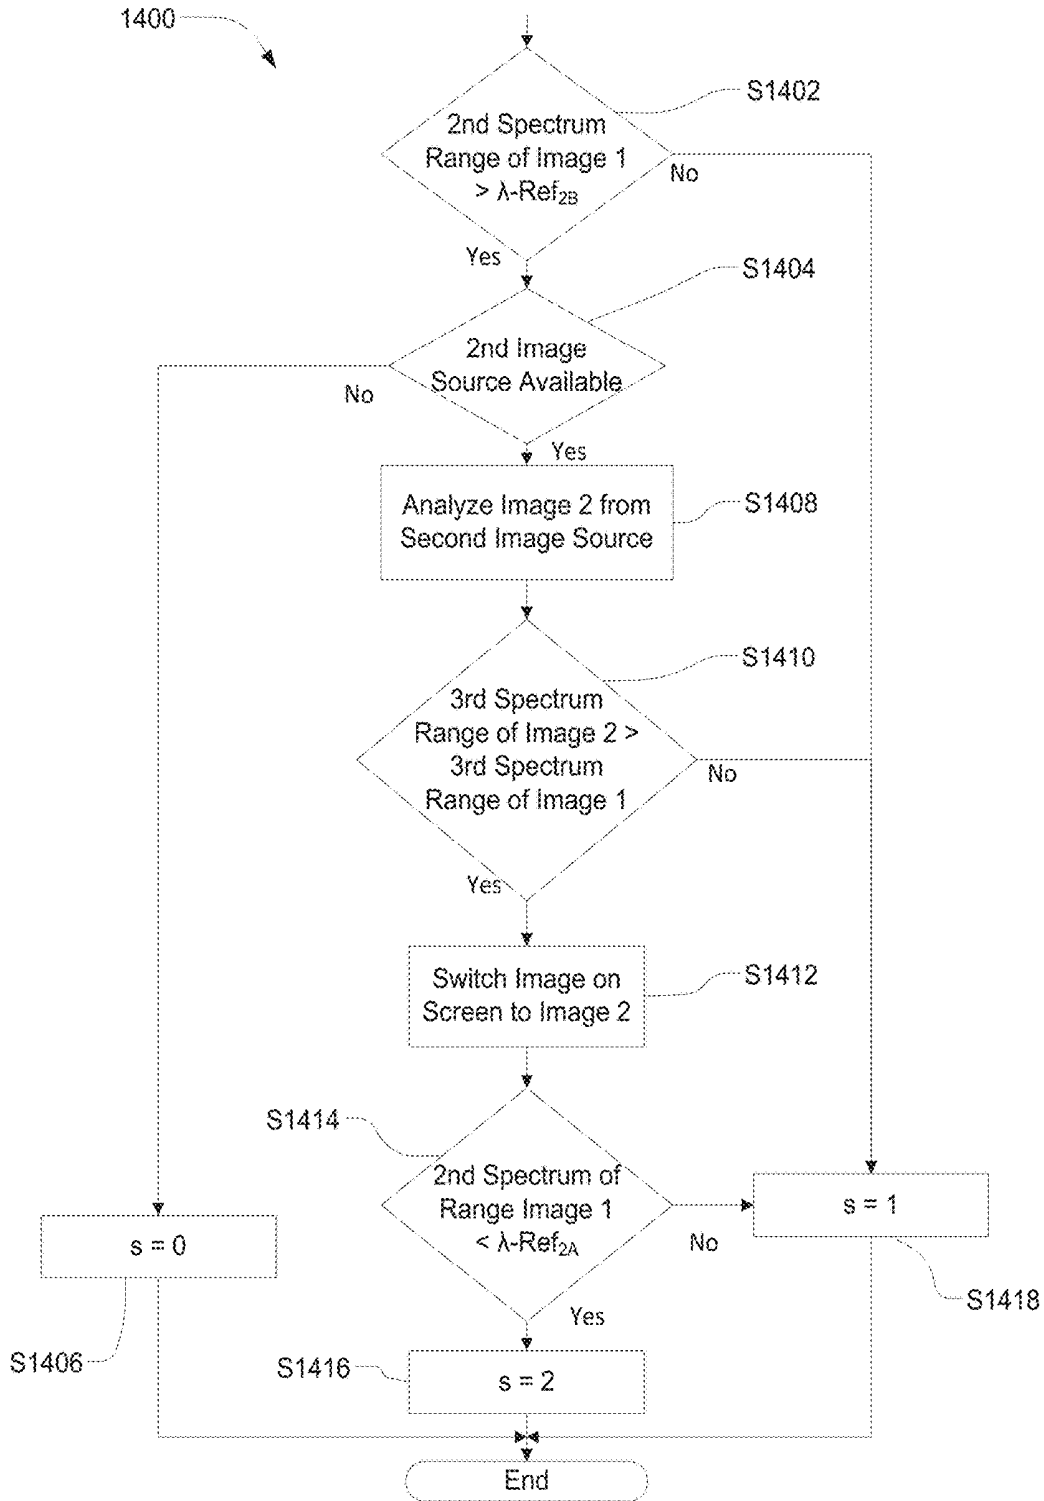 1400
2nd Spectrum
Range of Image 1
> λ-Ref2B
S1402
No
Yes
S1404
2nd Image
Source Available
No
Yes
Analyze Image 2 from
Second Image Source
S1408
S1410
3rd Spectrum
Range of Image 2 >
3rd Spectrum
Range of Image 1
No
Yes
Switch Image on
Screen to Image 2
S1412
S1414
2nd Spectrum of
Range Image 1
< λ-Ref2A
No
Yes
s = 1
S1418
s = 0
S1406
S1416
s = 2
End